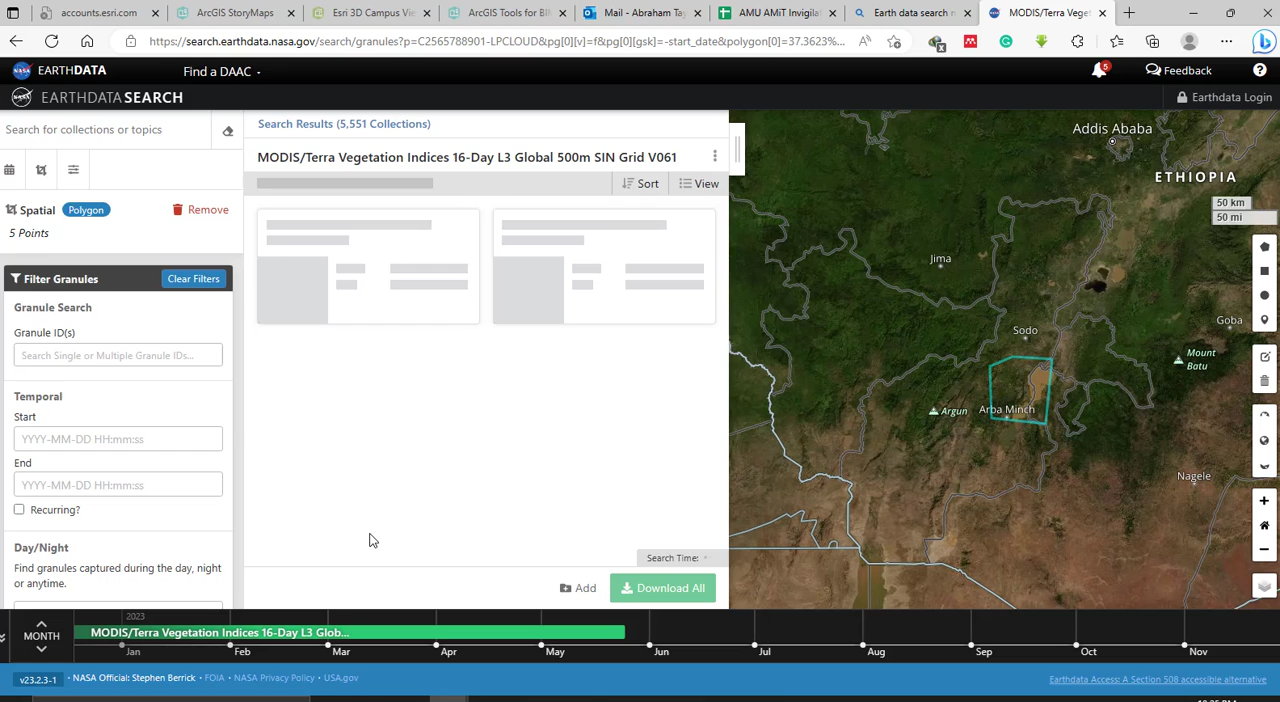 accounts.esri.com
ArcGIS StoryMaps
Esri 3D Campus Vie
ArcGIS Tools for BIM
Mail - Abraham Tay
AMU AMiT Invigilat
Earth data search n
MODIS/Terra Veget
https://search.earthdata.nasa.gov/search/granules?p=C2565788901-LPCLOUD&pg[0][v]=f&pg[0][gsk]=-start_date&polygon[0]=37.3623%...
EARTHDATA
Find a DAAC
5
Feedback
EARTHDATA SEARCH
Earthdata Login
Search for collections or topics
Spatial
Polygon
Remove
5 Points
Filter Granules
Clear Filters
Granule Search
Granule ID(s)
Search Single or Multiple Granule IDs...
Temporal
Start
YYYY-MM-DD HH:mm:ss
End
YYYY-MM-DD HH:mm:ss
Recurring?
Day/Night
Find granules captured during the day, night
or anytime.
Search Results (5,551 Collections)
MODIS/Terra Vegetation Indices 16-Day L3 Global 500m SIN Grid V061
Sort
View
Search Time:
Add
Download All
Addis Ababa
ETHIOPIA
50 km
50 mi
Jima
Goba
Sodo
Mount
Batu
Argun
Arba Minch
Nagele
MONTH
2023
MODIS/Terra Vegetation Indices 16-Day L3 Glob...
Jan
Feb
Mar
Apr
May
Jun
Jul
Aug
Sep
Oct
Nov
v23.2.3-1
• NASA Official: Stephen Berrick • FOIA • NASA Privacy Policy • USA.gov
Earthdata Access: A Section 508 accessible alternative